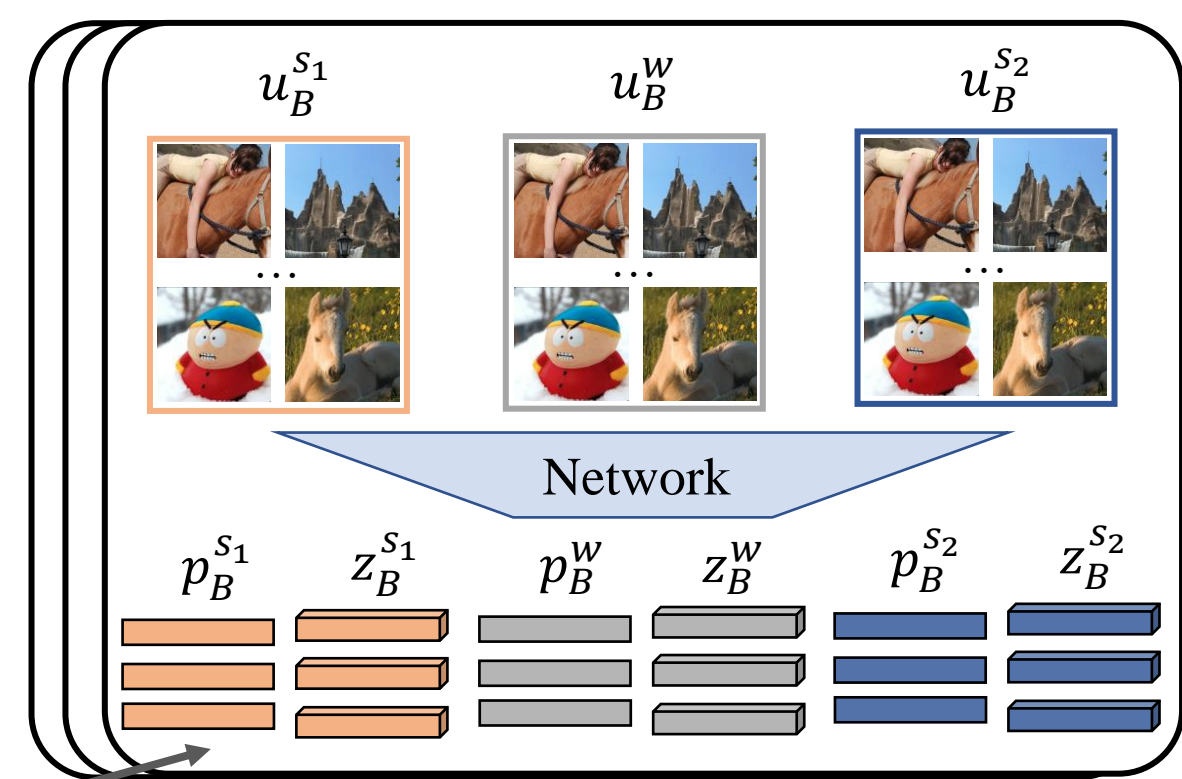 $u_B^{s_1}$ $u_B^w$ $u_B^{s_2}$
... ... ...
... 
Network
$p_B^{s_1}$ $z_B^{s_1}$ $p_B^w$ $z_B^w$ $p_B^{s_2}$ $z_B^{s_2}$